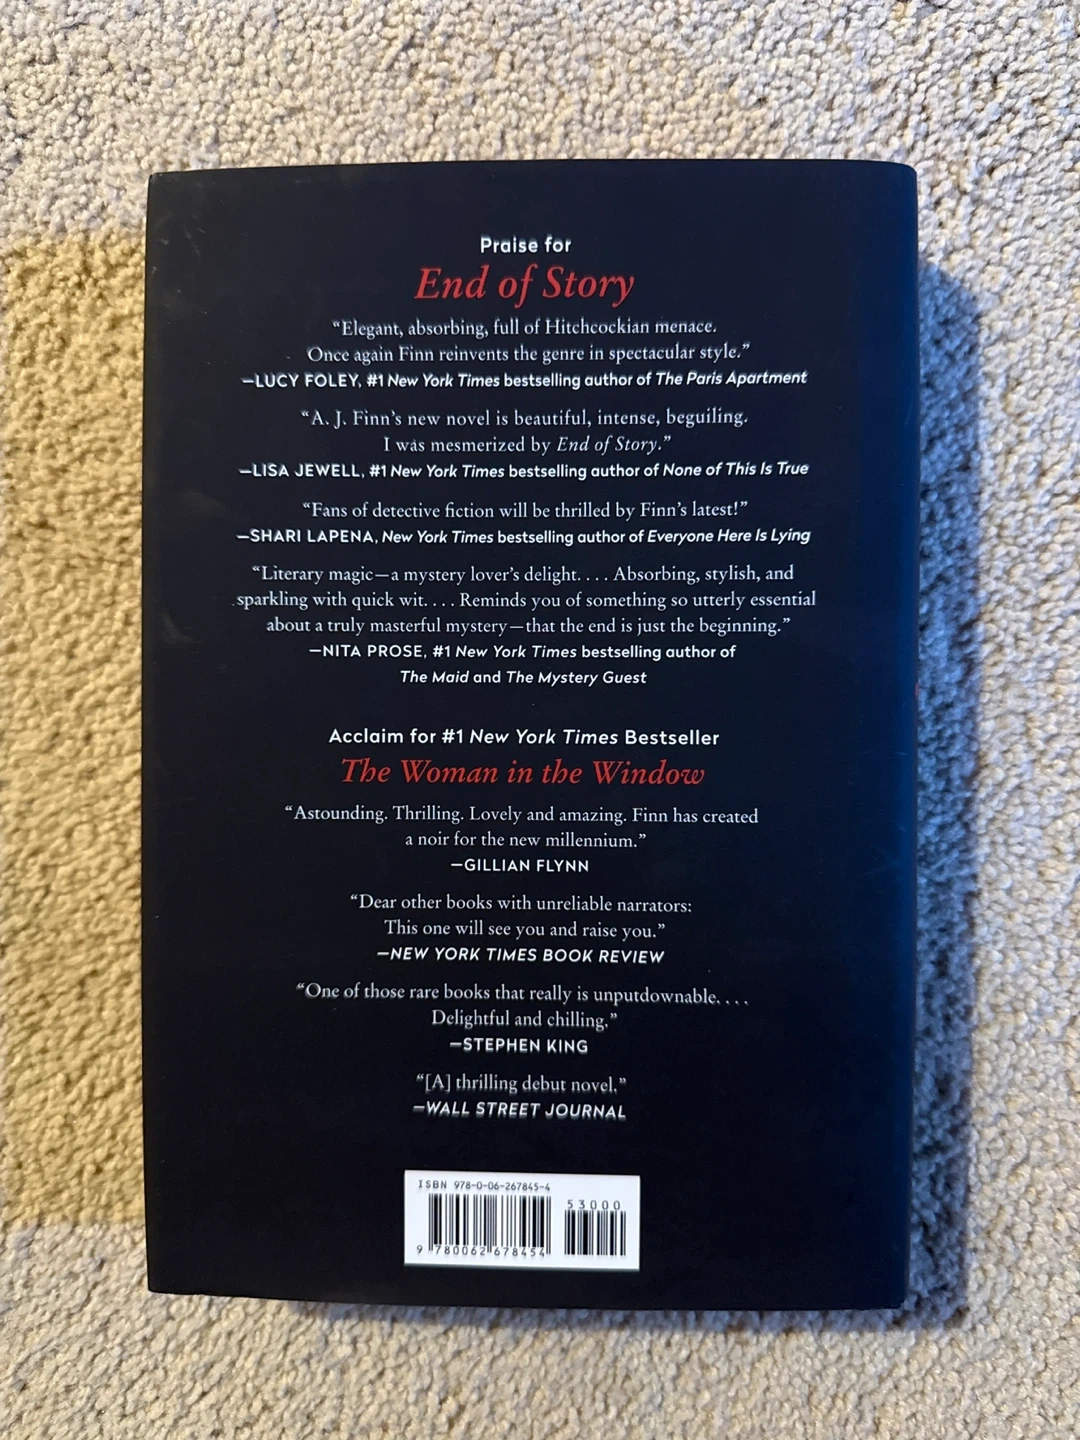 Praise for
End of Story
“Elegant, absorbing, full of Hitchcockian menace.
Once again Finn reinvents the genre in spectacular style.”
—LUCY FOLEY, #1 New York Times bestselling author of The Paris Apartment
“A. J. Finn’s new novel is beautiful, intense, beguiling.
I was mesmerized by End of Story.”
—LISA JEWELL, #1 New York Times bestselling author of None of This Is True
“Fans of detective fiction will be thrilled by Finn’s latest!”
—SHARI LAPENA, New York Times bestselling author of Everyone Here Is Lying
“Literary magic—a mystery lover’s delight. . . . Absorbing, stylish, and
sparkling with quick wit. . . . Reminds you of something so utterly essential
about a truly masterful mystery—that the end is just the beginning.”
—NITA PROSE, #1 New York Times bestselling author of
The Maid and The Mystery Guest
Acclaim for #1 New York Times Bestseller
The Woman in the Window
“Astounding. Thrilling. Lovely and amazing. Finn has created
a noir for the new millennium.”
—GILLIAN FLYNN
“Dear other books with unreliable narrators:
This one will see you and raise you.”
—NEW YORK TIMES BOOK REVIEW
“One of those rare books that really is unputdownable. . . .
Delightful and chilling.”
—STEPHEN KING
“[A] thrilling debut novel.”
—WALL STREET JOURNAL
ISBN 978-0-06-267845-4
53000
9 780062 678454